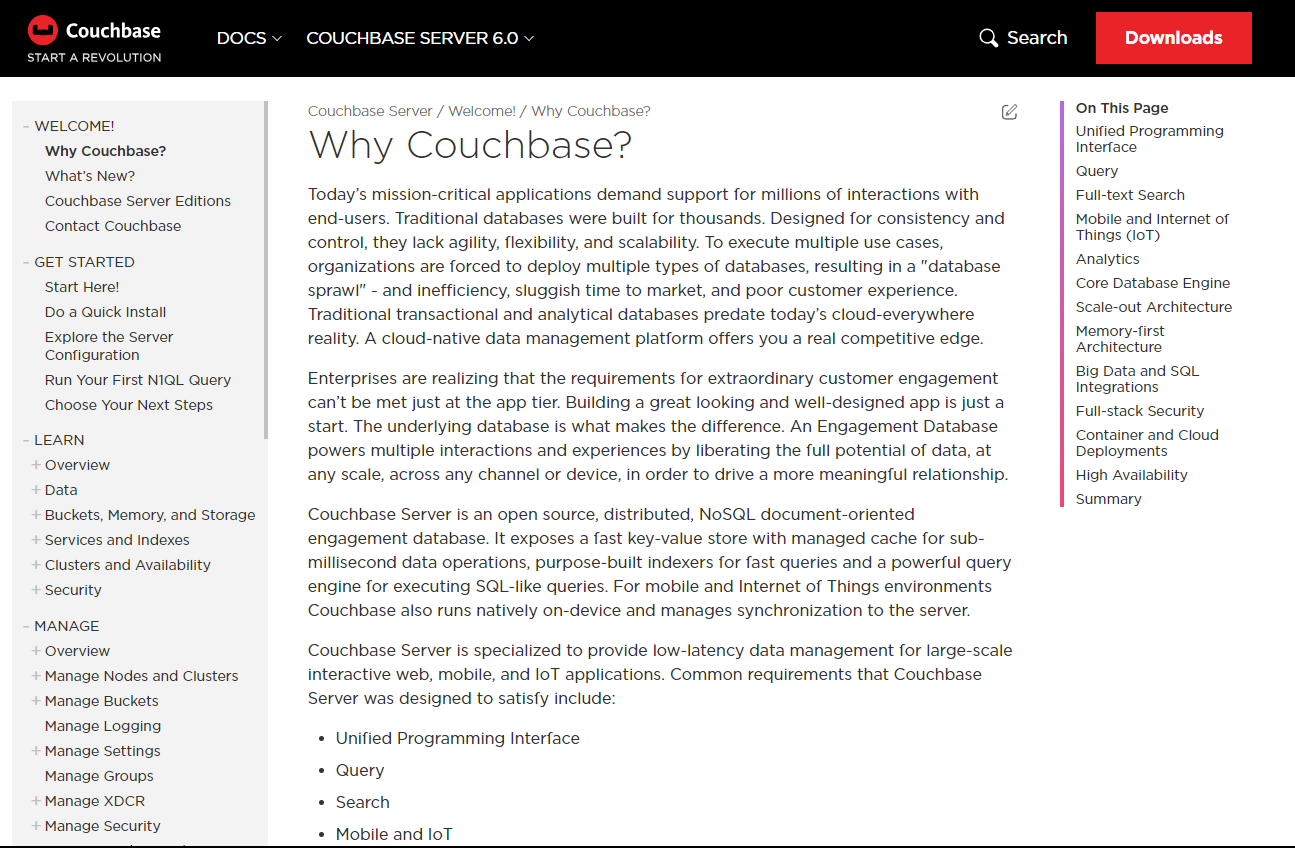 Couchbase
START A REVOLUTION
DOCS
COUCHBASE SERVER 6.0
Search
Downloads
- WELCOME!
Why Couchbase?
What's New?
Couchbase Server Editions
Contact Couchbase
- GET STARTED
Start Here!
Do a Quick Install
Explore the Server
Configuration
Run Your First N1QL Query
Choose Your Next Steps
- LEARN
+ Overview
+ Data
+ Buckets, Memory, and Storage
+ Services and Indexes
+ Clusters and Availability
+ Security
- MANAGE
+ Overview
+ Manage Nodes and Clusters
+ Manage Buckets
Manage Logging
+ Manage Settings
Manage Groups
+ Manage XDCR
+ Manage Security
Couchbase Server / Welcome! / Why Couchbase?
Why Couchbase?
Today's mission-critical applications demand support for millions of interactions with
end-users. Traditional databases were built for thousands. Designed for consistency and
control, they lack agility, flexibility, and scalability. To execute multiple use cases,
organizations are forced to deploy multiple types of databases, resulting in a "database
sprawl" - and inefficiency, sluggish time to market, and poor customer experience.
Traditional transactional and analytical databases predate today's cloud-everywhere
reality. A cloud-native data management platform offers you a real competitive edge.
Enterprises are realizing that the requirements for extraordinary customer engagement
can't be met just at the app tier. Building a great looking and well-designed app is just a
start. The underlying database is what makes the difference. An Engagement Database
powers multiple interactions and experiences by liberating the full potential of data, at
any scale, across any channel or device, in order to drive a more meaningful relationship.
Couchbase Server is an open source, distributed, NoSQL document-oriented
engagement database. It exposes a fast key-value store with managed cache for sub-
millisecond data operations, purpose-built indexers for fast queries and a powerful query
engine for executing SQL-like queries. For mobile and Internet of Things environments
Couchbase also runs natively on-device and manages synchronization to the server.
Couchbase Server is specialized to provide low-latency data management for large-scale
interactive web, mobile, and IoT applications. Common requirements that Couchbase
Server was designed to satisfy include:
• Unified Programming Interface
• Query
• Search
• Mobile and IoT
On This Page
Unified Programming
Interface
Query
Full-text Search
Mobile and Internet of
Things (IoT)
Analytics
Core Database Engine
Scale-out Architecture
Memory-first
Architecture
Big Data and SQL
Integrations
Full-stack Security
Container and Cloud
Deployments
High Availability
Summary